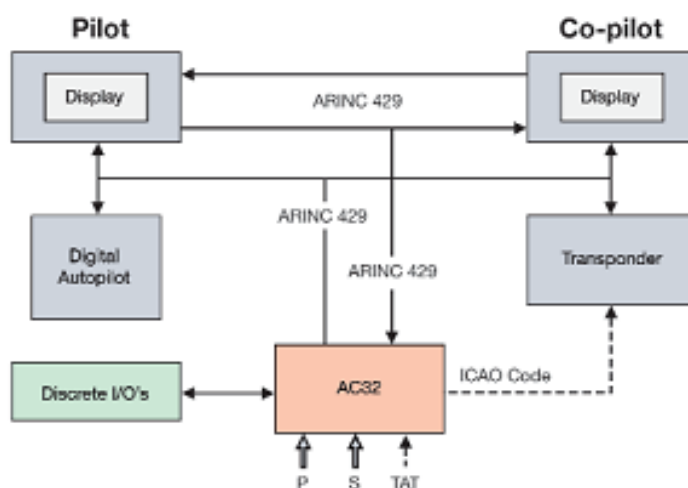 Pilot
Co-pilot
Display
ARINC 429
Display
ARINC 429
ARINC 429
Digital
Autopilot
Transponder
Discrete I/O's
AC32
ICAO Code
P
S
TAT